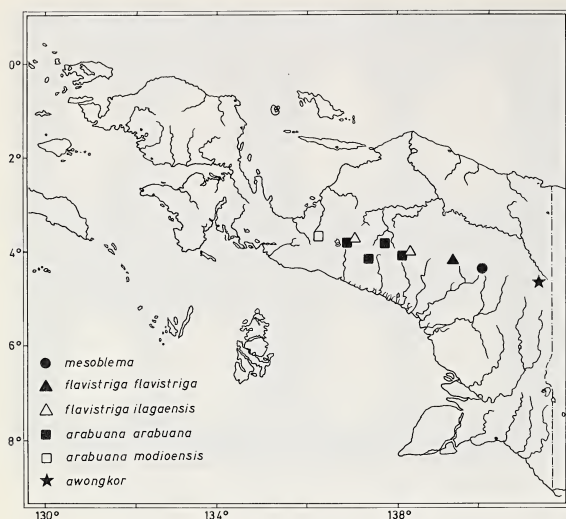 0°
2°
4°
6°
8°
mesoblema
flavistriga flavistriga
flavistriga ilagaensis
arabuana arabuana
arabuana modioensis
awongkor
130°
134°
138°